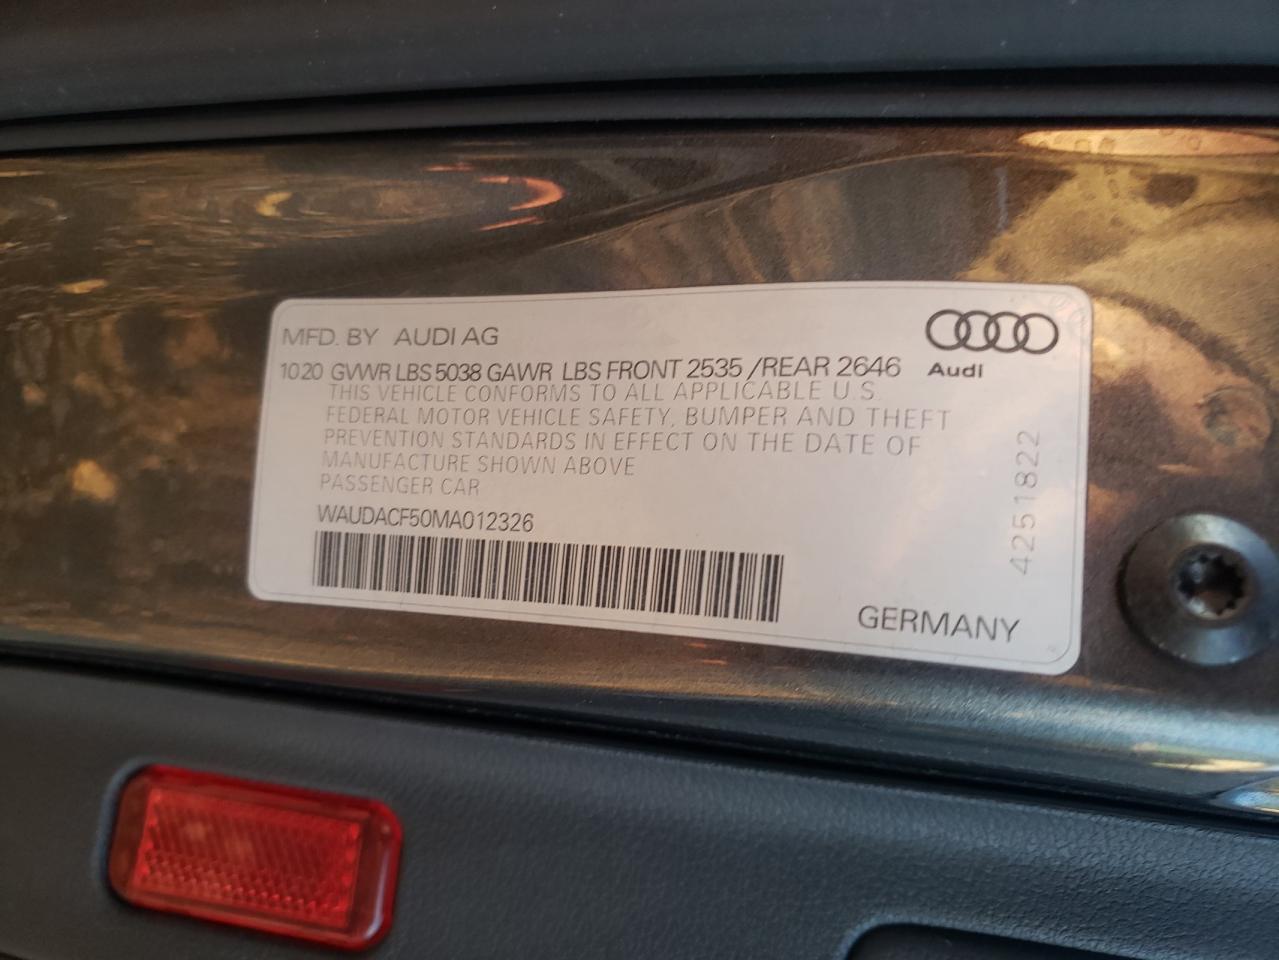 MFD. BY AUDI AG
10.20 GVWR LBS 5038 GAWR LBS FRONT 2535 /REAR 2646
Audi
THIS VEHICLE CONFORMS TO ALL APPLICABLE U.S.
FEDERAL MOTOR VEHICLE SAFETY, BUMPER AND THEFT
PREVENTION STANDARDS IN EFFECT ON THE DATE OF
MANUFACTURE SHOWN ABOVE
PASSENGER CAR
WAUDACF50MA012326
4251822
GERMANY